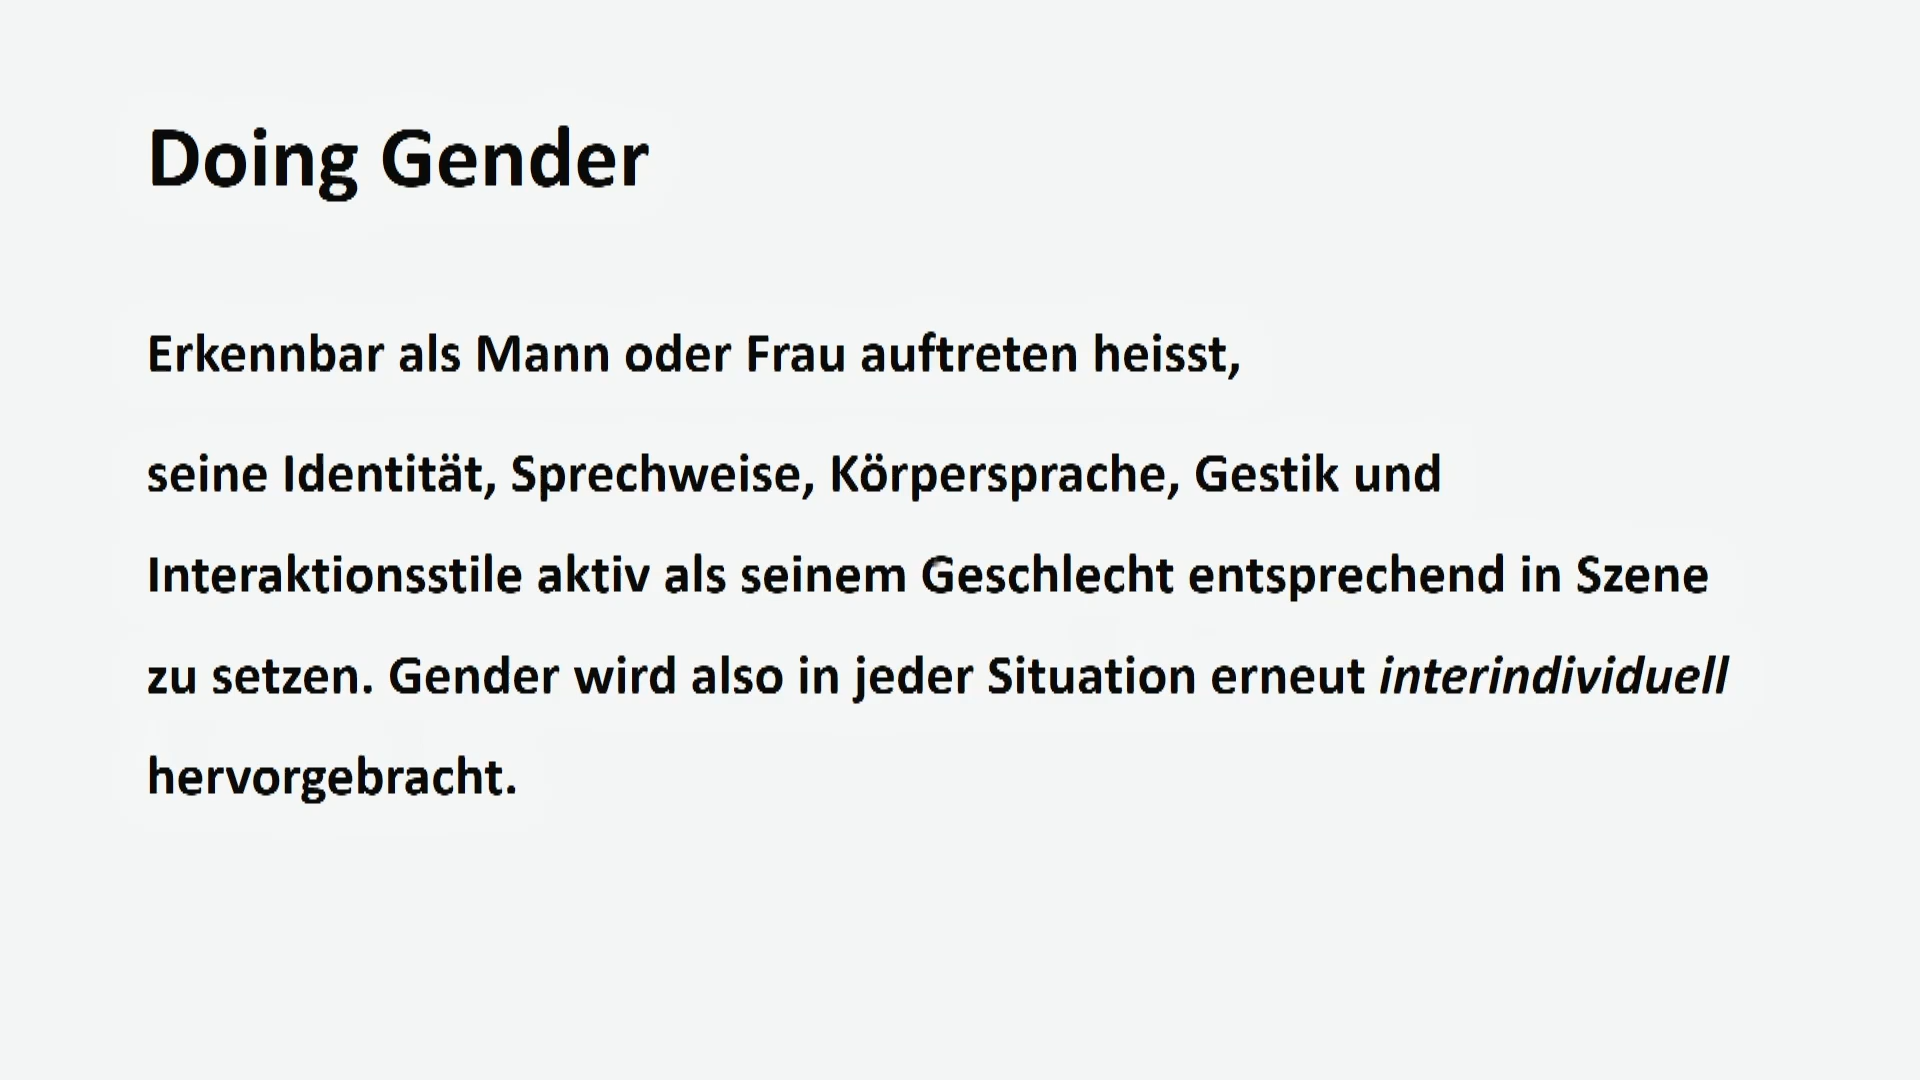 Doing Gender
Erkennbar als Mann oder Frau auftreten heisst,
seine Identität, Sprechweise, Körpersprache, Gestik und
Interaktionsstile aktiv als seinem Geschlecht entsprechend in Szene
zu setzen. Gender wird also in jeder Situation erneut interindividuell
hervorgebracht.